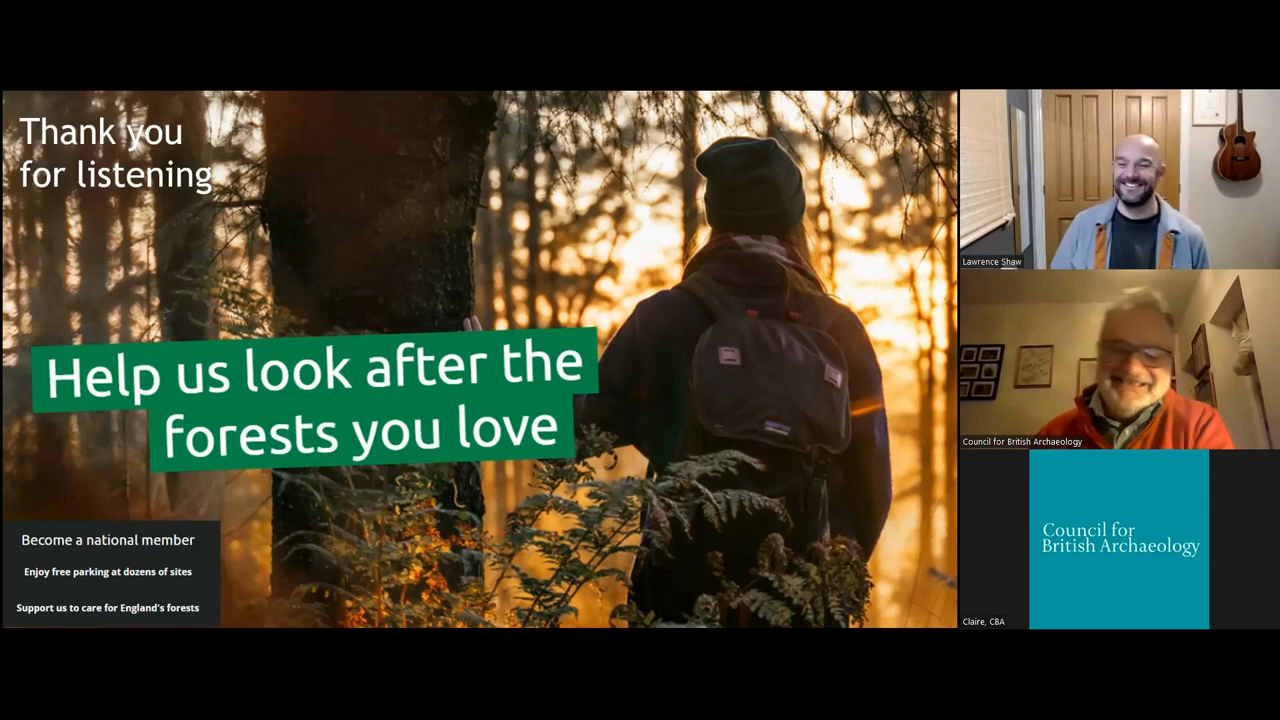 Thank you
for listening
Help us look after the
forests you love
Become a national member
Enjoy free parking at dozens of sites
Support us to care for England's forests
Lawrence Shaw
Council for British Archaeology
Council for
British Archaeology
Claire, CBA